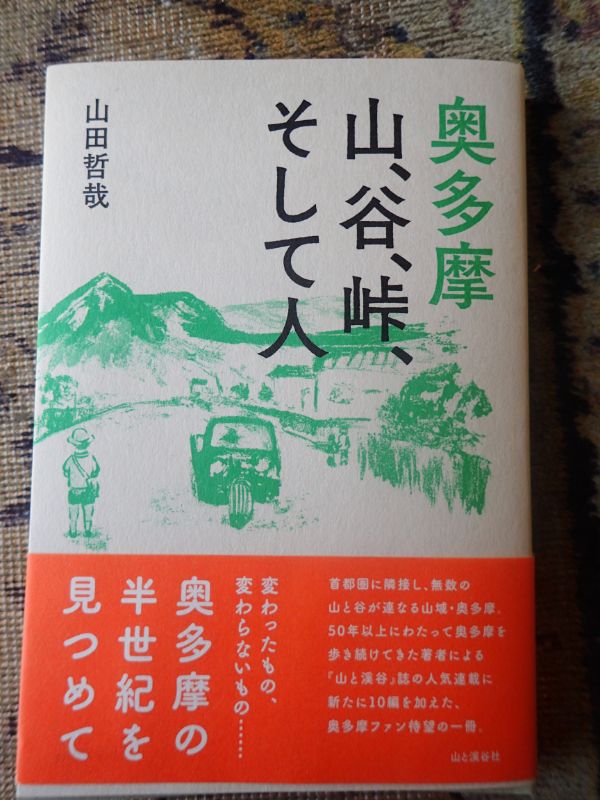 奥多摩
山、谷、峠、
そして人
山田哲哉
首都圏に隣接し、無数の
山と谷が連なる山域・奥多摩。
50年以上にわたって奥多摩を
歩き続けてきた著者による
『山と溪谷』誌の人気連載に
新たに10編を加えた、
奥多摩ファン待望の一冊。
変わったもの、
変わらないもの……
奥多摩の
半世紀を
見つめて
山と溪谷社